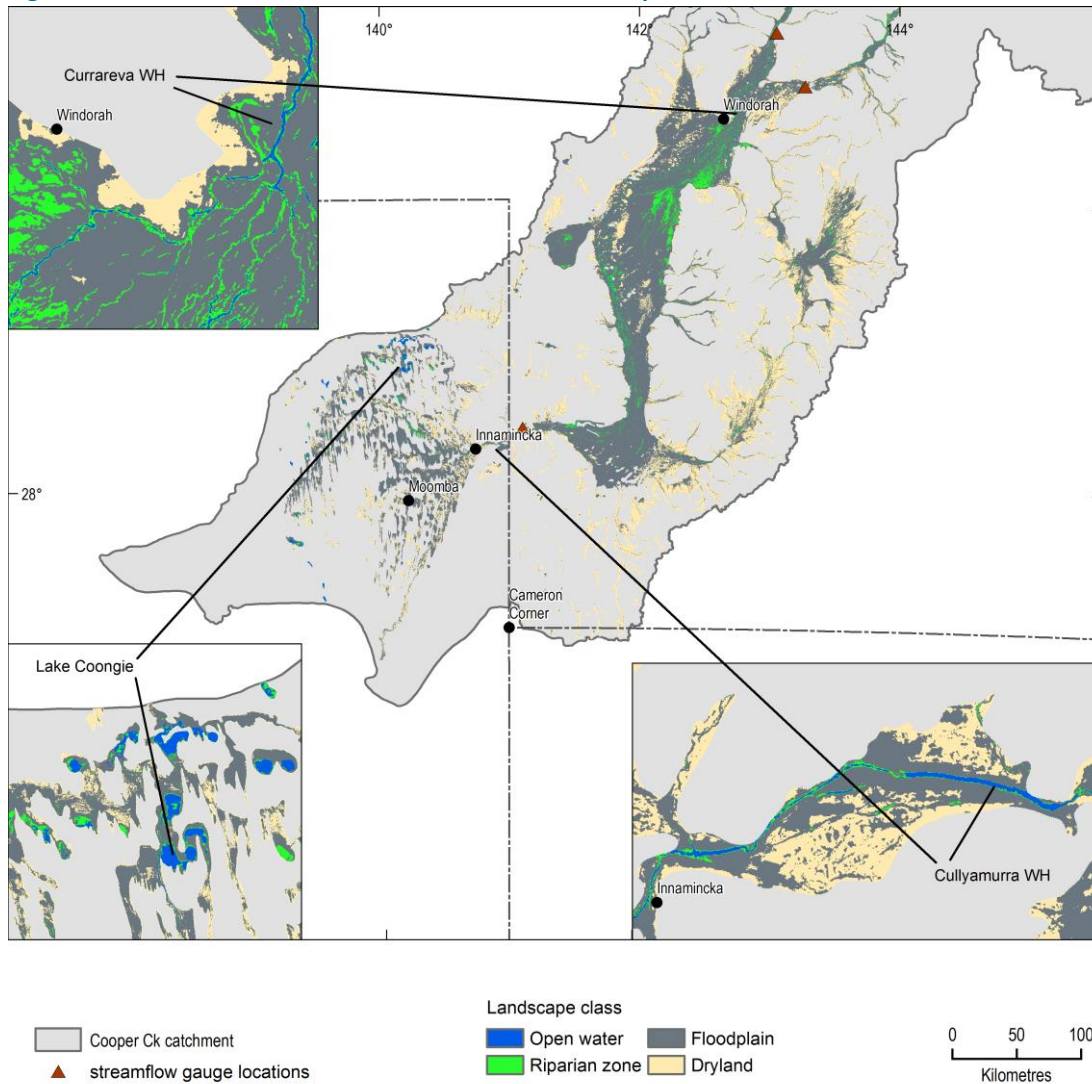 140°
142°
144°
Currareva WH
Windorah
Windorah
Innamincka
Moomba
28°
Cameron
Corner
Lake Coongie
Cullyamurra WH
Innamincka
Landscape class
Cooper Ck catchment
Open water
Floodplain
streamflow gauge locations
Riparian zone
Dryland
0 50 100
Kilometres